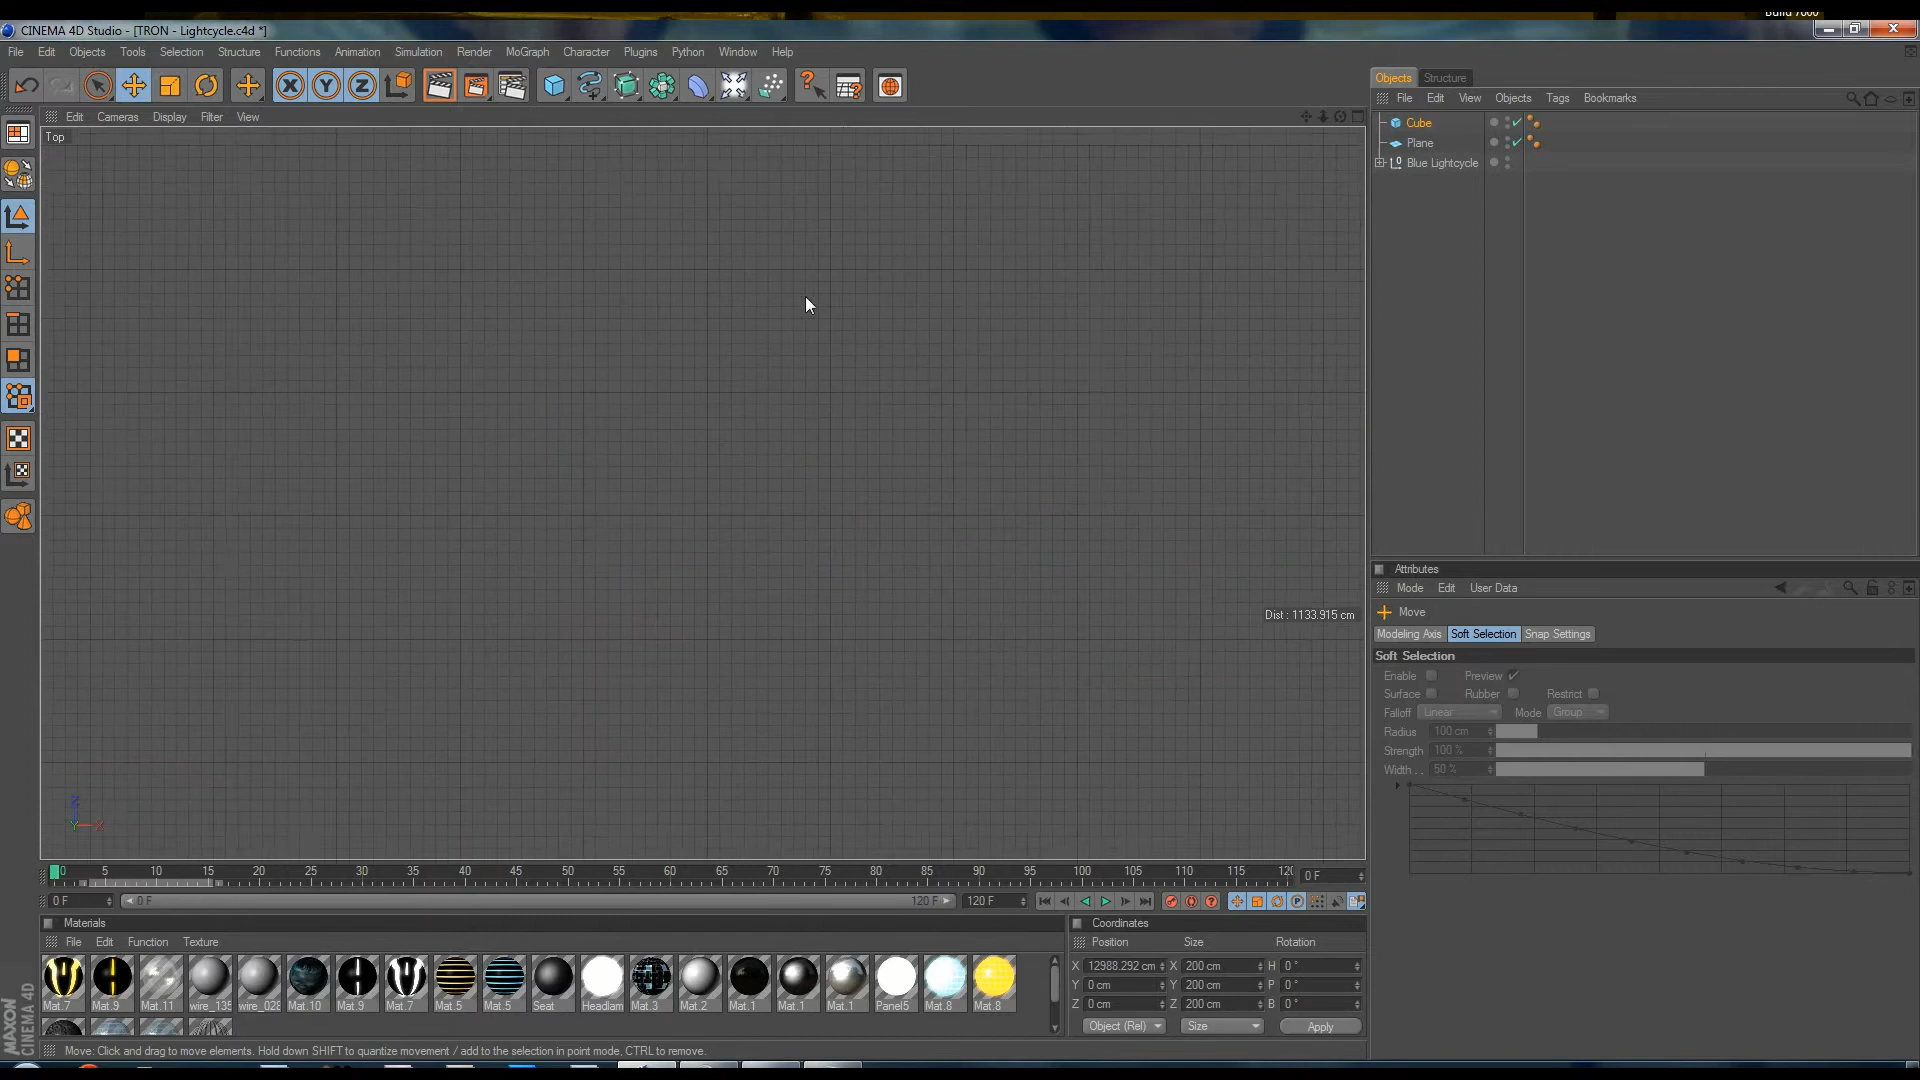 Build 7600
CINEMA 4D Studio - [TRON - Lightcycle.c4d *]
File Edit Objects Tools Selection Structure Functions Animation Simulation Render MoGraph Character Plugins Python Window Help
X Y Z
Objects Structure
File Edit View Objects Tags Bookmarks
Edit Cameras Display Filter View
Top
Cube
Plane
Blue Lightcycle
Attributes
Mode Edit User Data
Move
Modeling Axis Soft Selection Snap Settings
Soft Selection
Enable Preview
Surface Rubber Restrict
Falloff Linear Mode Group
Radius 100 cm
Strength 100 %
Width . . 50 %
Dist : 1133.915 cm
Z
Y X
0 5 10 15 20 25 30 35 40 45 50 55 60 65 70 75 80 85 90 95 100 105 110 115 120 0 F
0 F 0 F 120 F 120 F
Materials
File Edit Function Texture
Mat.7 Mat.9 Mat.11 wire_135 wire_028 Mat.10 Mat.9 Mat.7 Mat.5 Mat.5 Seat Headlam Mat.3 Mat.2 Mat.1 Mat.1 Mat.1 Panel5 Mat.8 Mat.8
Coordinates
Position Size Rotation
X 12988.292 cm X 200 cm H 0 °
Y 0 cm Y 200 cm P 0 °
Z 0 cm Z 200 cm B 0 °
Object (Rel) Size Apply
MAXON
CINEMA 4D
Move: Click and drag to move elements. Hold down SHIFT to quantize movement / add to the selection in point mode, CTRL to remove.